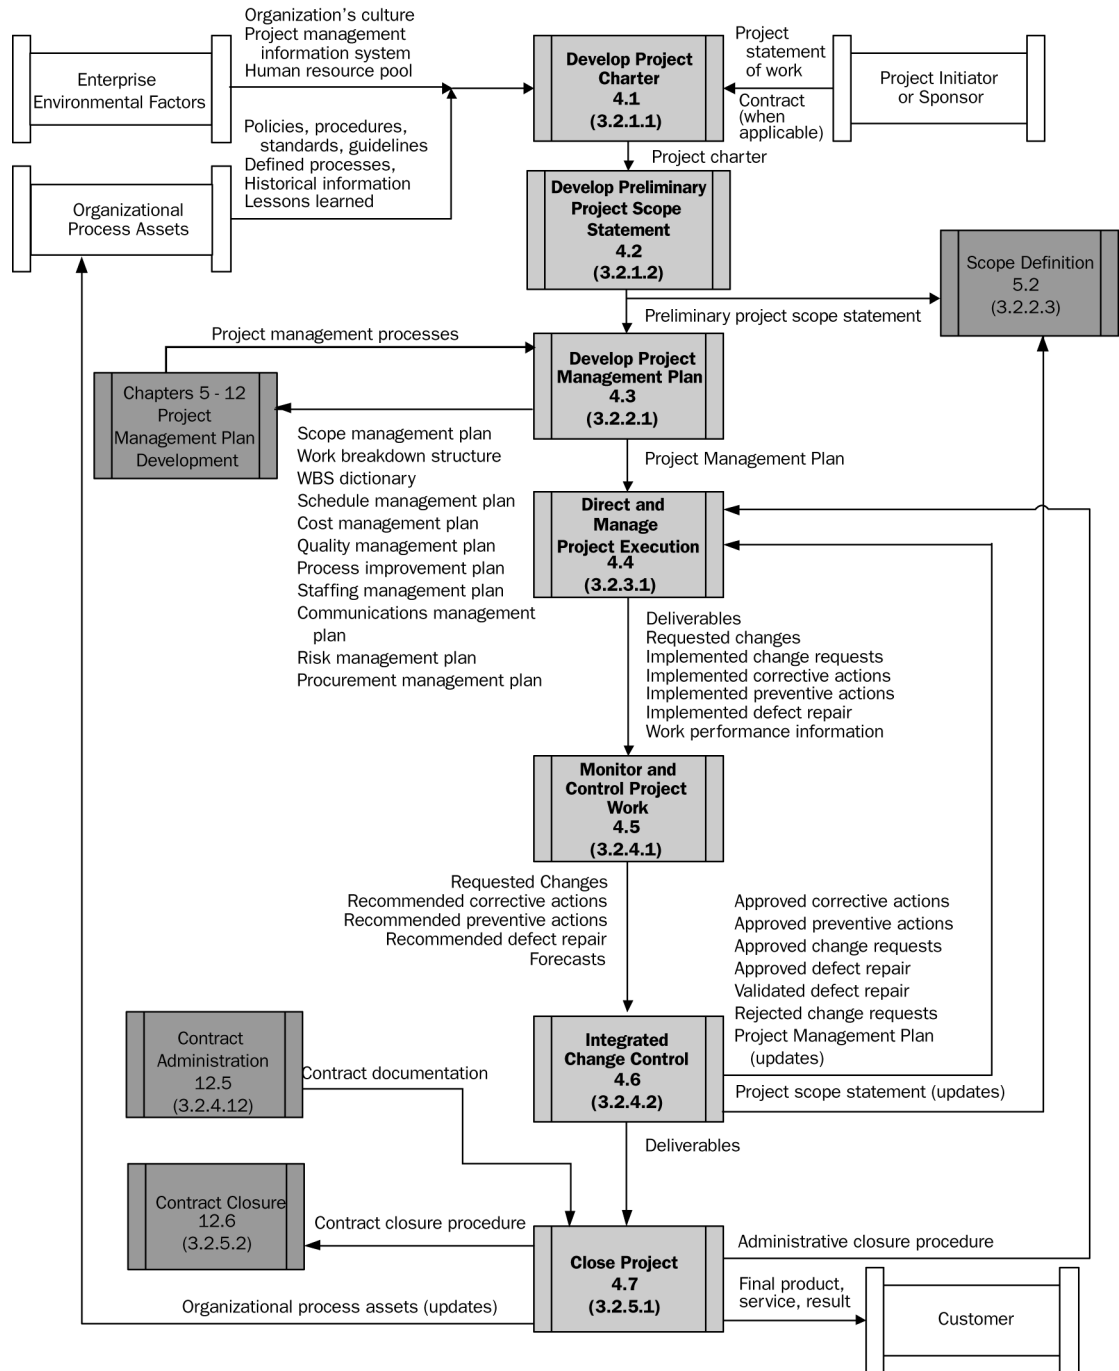 Organization's culture
Project management
information system
Human resource pool
Enterprise
Environmental Factors
Develop Project
Charter
4.1
(3.2.1.1)
Project
statement
of work
Contract
(when
applicable)
Project Initiator
or Sponsor
Policies, procedures,
standards, guidelines
Defined processes,
Historical information
Lessons learned
Organizational
Process Assets
Project charter
Develop Preliminary
Project Scope
Statement
4.2
(3.2.1.2)
Scope Definition
5.2
(3.2.2.3)
Preliminary project scope statement
Project management processes
Develop Project
Management Plan
4.3
(3.2.2.1)
Chapters 5 - 12
Project
Management Plan
Development
Scope management plan
Work breakdown structure
WBS dictionary
Schedule management plan
Cost management plan
Quality management plan
Process improvement plan
Staffing management plan
Communications management
plan
Risk management plan
Procurement management plan
Project Management Plan
Direct and
Manage
Project Execution
4.4
(3.2.3.1)
Deliverables
Requested changes
Implemented change requests
Implemented corrective actions
Implemented preventive actions
Implemented defect repair
Work performance information
Monitor and
Control Project
Work
4.5
(3.2.4.1)
Requested Changes
Recommended corrective actions
Recommended preventive actions
Recommended defect repair
Forecasts
Approved corrective actions
Approved preventive actions
Approved change requests
Approved defect repair
Validated defect repair
Rejected change requests
Project Management Plan
(updates)
Integrated
Change Control
4.6
(3.2.4.2)
Project scope statement (updates)
Contract
Administration
12.5
(3.2.4.12)
Contract documentation
Deliverables
Contract Closure
12.6
(3.2.5.2)
Contract closure procedure
Close Project
4.7
(3.2.5.1)
Administrative closure procedure
Final product,
service, result
Organizational process assets (updates)
Customer